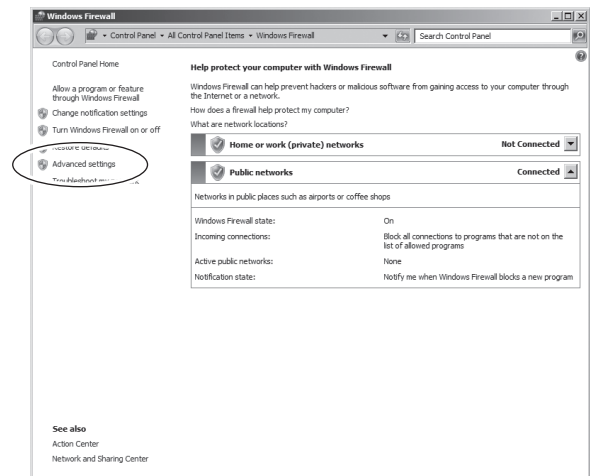 Windows Firewall
Control Panel
All Control Panel Items
Windows Firewall
Search Control Panel
Control Panel Home
Allow a program or feature
through Windows Firewall
Change notification settings
Turn Windows Firewall on or off
Restore defaults
Advanced settings
Troubleshoot my
Help protect your computer with Windows Firewall
Windows Firewall can help prevent hackers or malicious software from gaining access to your computer through
the Internet or a network.
How does a firewall help protect my computer?
What are network locations?
Home or work (private) networks Not Connected
Public networks Connected
Networks in public places such as airports or coffee shops
Windows Firewall state: On
Incoming connections: Block all connections to programs that are not on the
list of allowed programs
Active public networks: None
Notification state: Notify me when Windows Firewall blocks a new program
See also
Action Center
Network and Sharing Center